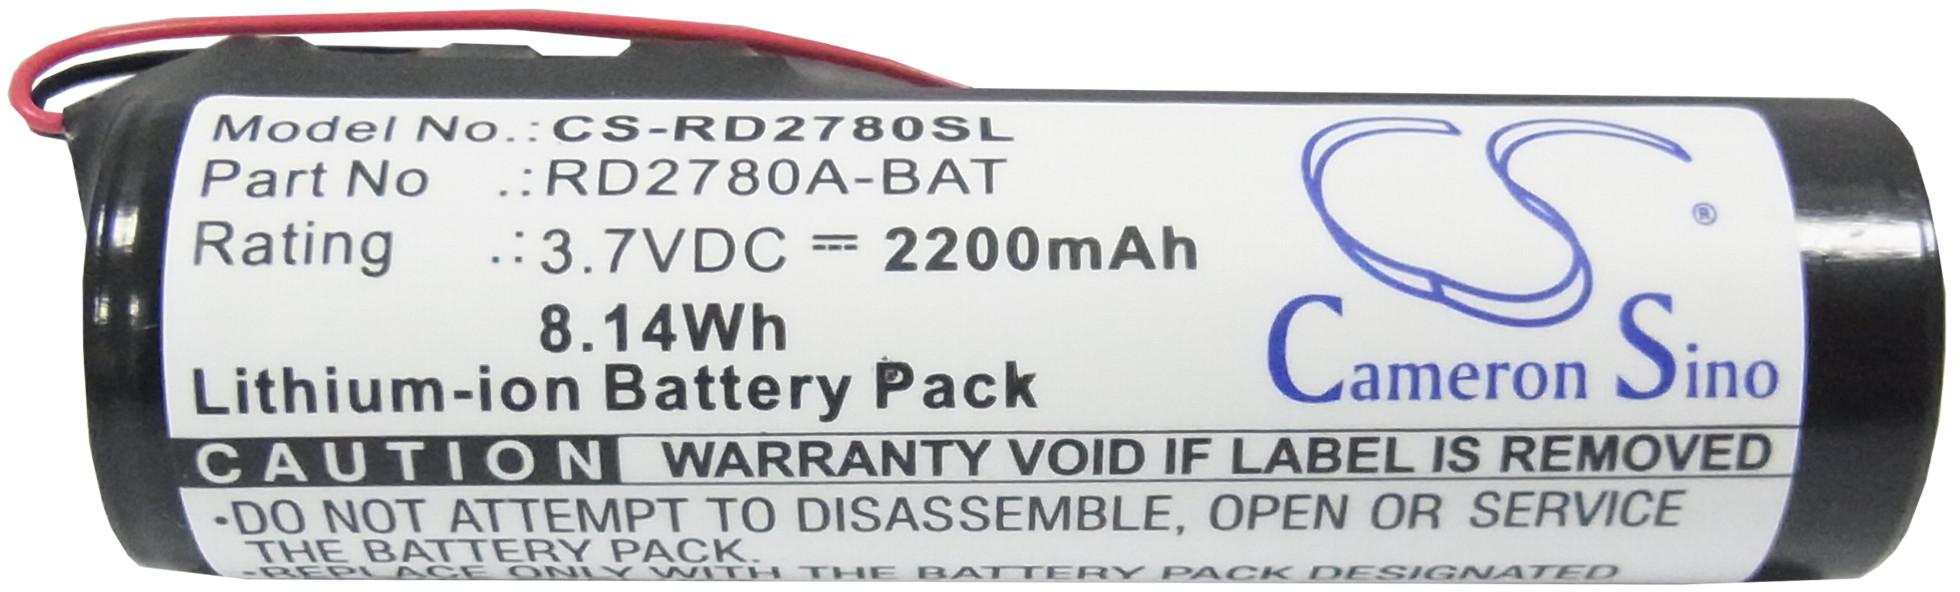 Model No.:CS-RD2780SL
Part No .:RD2780A-BAT
Rating .:3.7VDC ⎓ 2200mAh
8.14Wh
Lithium-ion Battery Pack
CS®
Cameron Sino
CAUTION WARRANTY VOID IF LABEL IS REMOVED
•DO NOT ATTEMPT TO DISASSEMBLE, OPEN OR SERVICE
THE BATTERY PACK.
•REPLACE ONLY WITH THE BATTERY PACK DESIGNATED